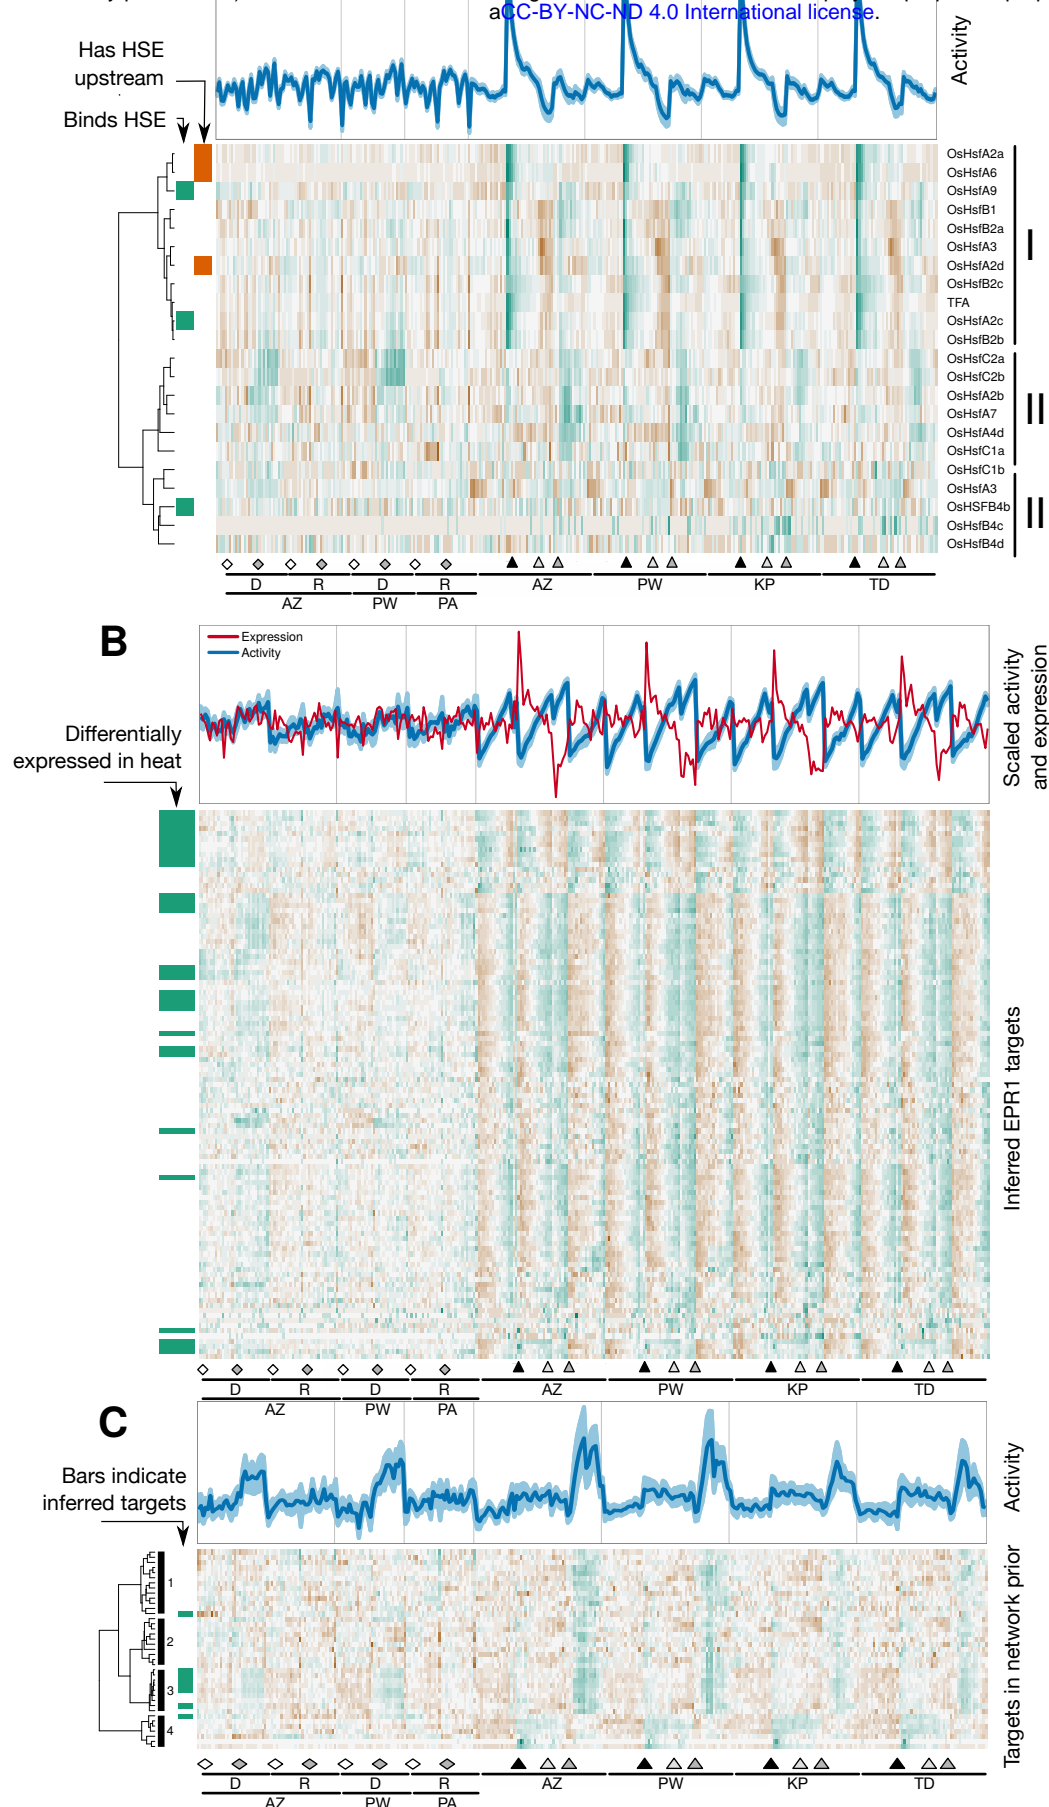 aCC-BY-NC-ND 4.0 International license.
Has HSE
upstream
Binds HSE
Activity
OsHsfA2a
OsHsfA6
OsHsfA9
OsHsfB1
OsHsfB2a
OsHsfA3
OsHsfA2d
OsHsfB2c
TFA
OsHsfA2c
OsHsfB2b
OsHsfC2a
OsHsfC2b
OsHsfA2b
OsHsfA7
OsHsfA4d
OsHsfC1a
OsHsfC1b
OsHsfA3
OsHSFB4b
OsHsfB4c
OsHsfB4d
I
II
II
D R D R AZ PW KP TD
AZ PW PA
B
Expression
Activity
Scaled activity
and expression
Differentially
expressed in heat
Inferred EPR1 targets
D R D R AZ PW KP TD
AZ PW PA
C
Bars indicate
inferred targets
Activity
1
2
3
4
Targets in network prior
D R D R AZ PW KP TD
AZ PW PA